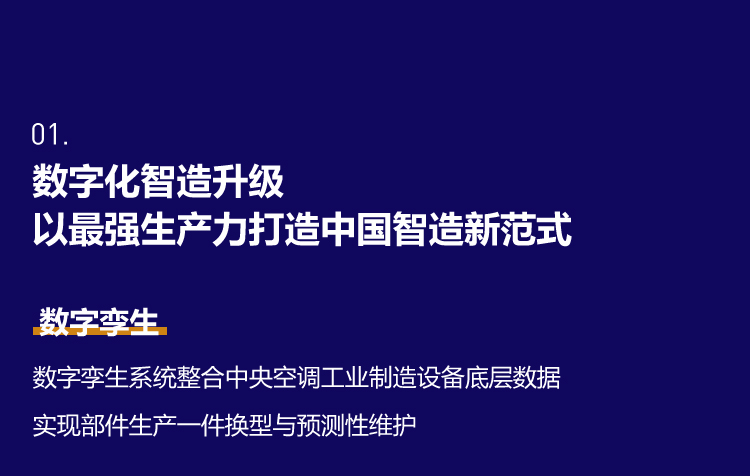 01.
数字化智造升级
以最强生产力打造中国智造新范式
数字孪生
数字孪生系统整合中央空调工业制造设备底层数据
实现部件生产一件换型与预测性维护